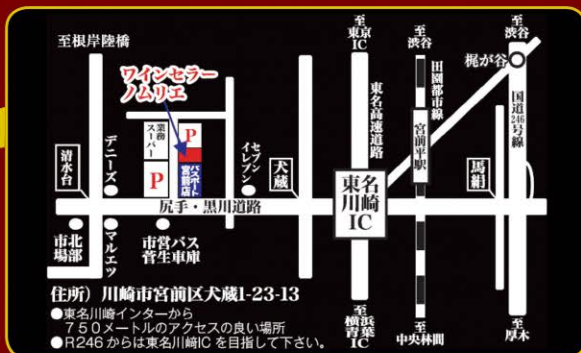 至根岸陸橋
至東京IC
至渋谷
至渋谷
梶が谷
ワインセラー
ノムリエ
業務スーパー
P
P
パスポート宮前店
デニーズ
セブンイレブン
清水台
犬蔵
東名高速道路
田園都市線
宮前平駅
国道246号線
馬絹
東名川崎IC
尻手・黒川道路
北部市場
マルエツ
市営バス
菅生車庫
住所）川崎市宮前区犬蔵1-23-13
●東名川崎インターから
750メートルのアクセスの良い場所
●R246からは東名川崎ICを目指して下さい。
至横浜青葉IC
至中央林間
至厚木